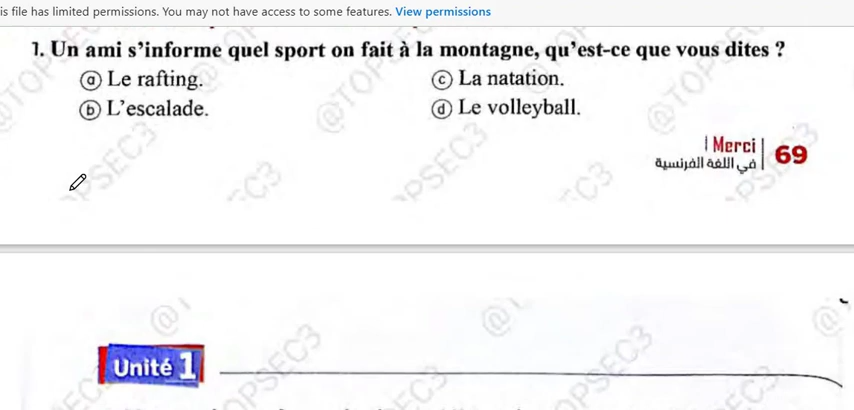 is file has limited permissions. You may not have access to some features. View permissions
1. Un ami s'informe quel sport on fait à la montagne, qu'est-ce que vous dites ?
ⓐ Le rafting.
ⓒ La natation.
ⓑ L'escalade.
ⓓ Le volleyball.
Merci
في اللغة الفرنسية
69
Unité 1
@TOPSEC3